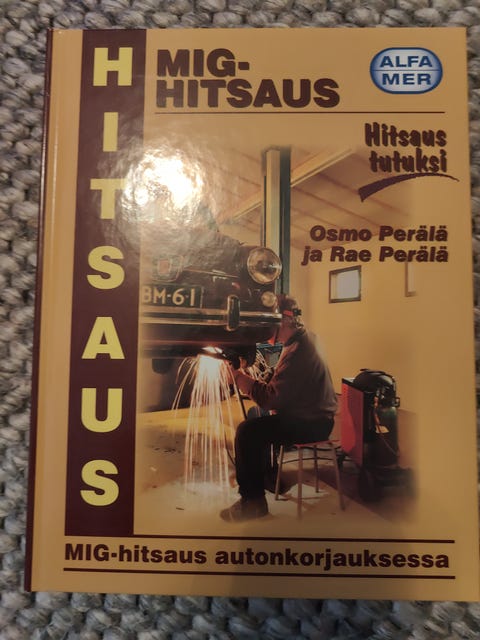 HITSAUS
MIG-
HITSAUS
ALFA
MER
Hitsaus
tutuksi
Osmo Perälä
ja Rae Perälä
BM-61
MIG-hitsaus autonkorjauksessa